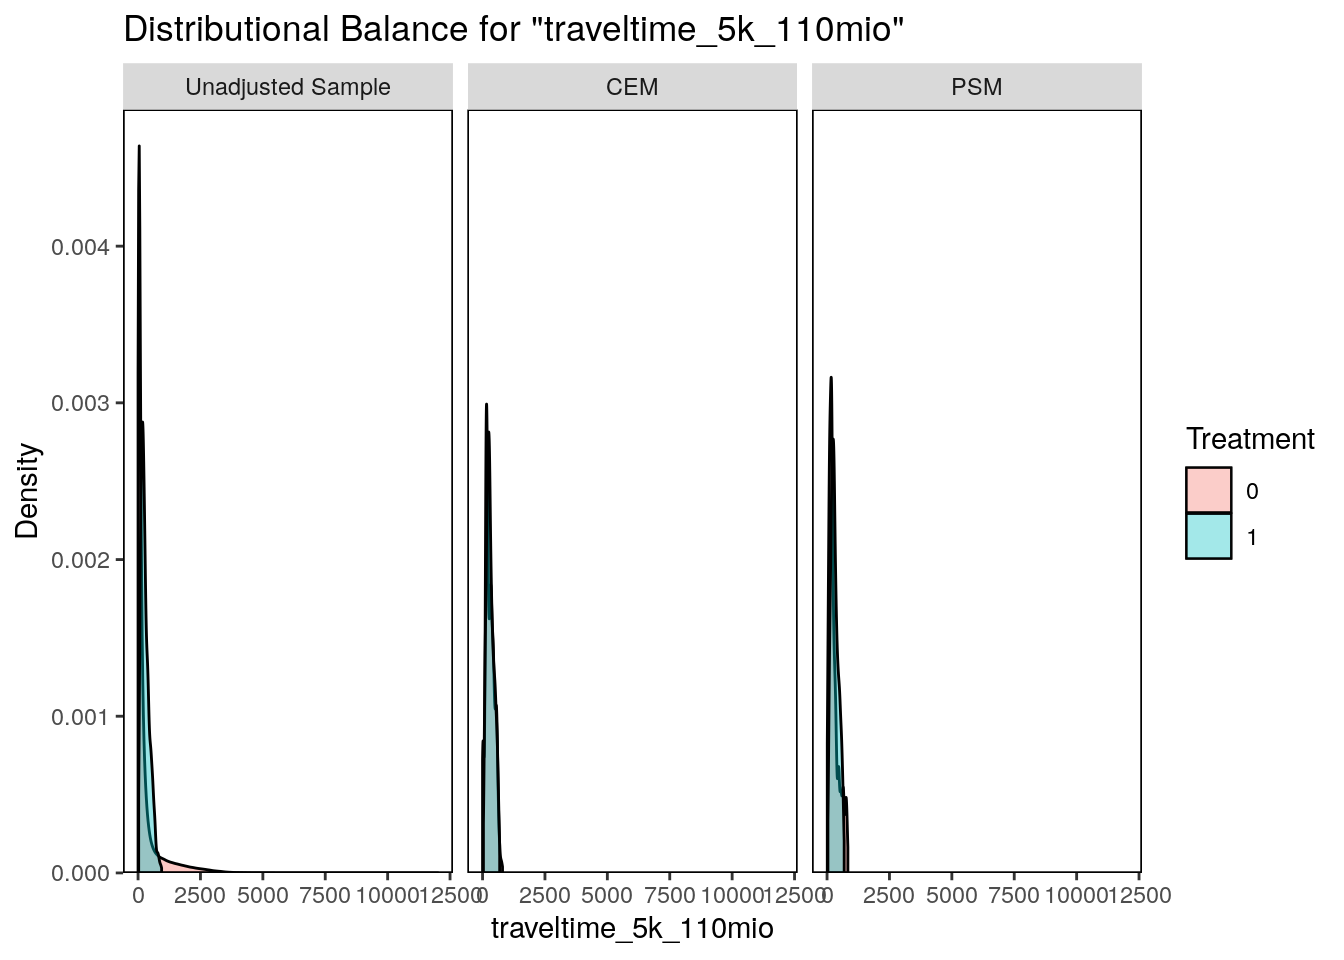 Distributional Balance for "traveltime_5k_110mio"
Unadjusted Sample
CEM
PSM
Density
0.004
0.003
0.002
0.001
0.000
0 2500 5000 7500 10000 12500
0 2500 5000 7500 10000 12500
0 2500 5000 7500 10000 12500
traveltime_5k_110mio
Treatment
0
1